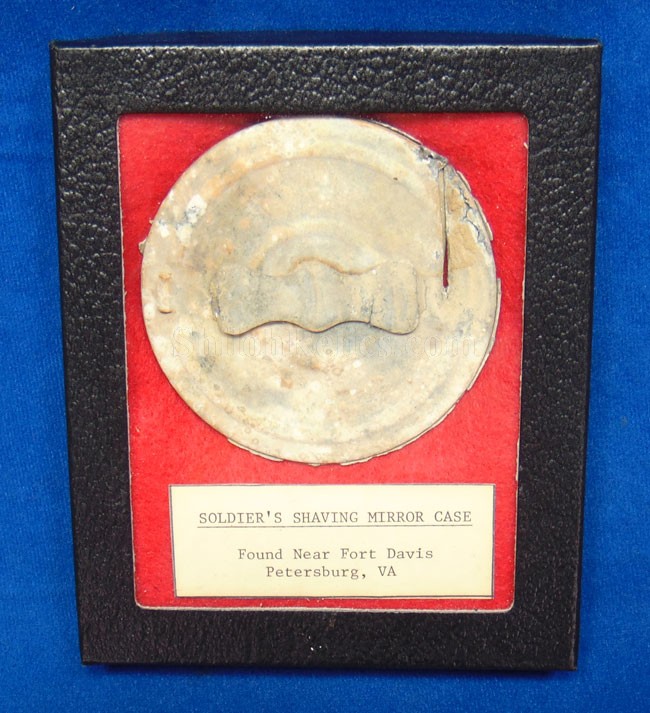 SOLDIER'S SHAVING MIRROR CASE
Found Near Fort Davis
Petersburg, VA